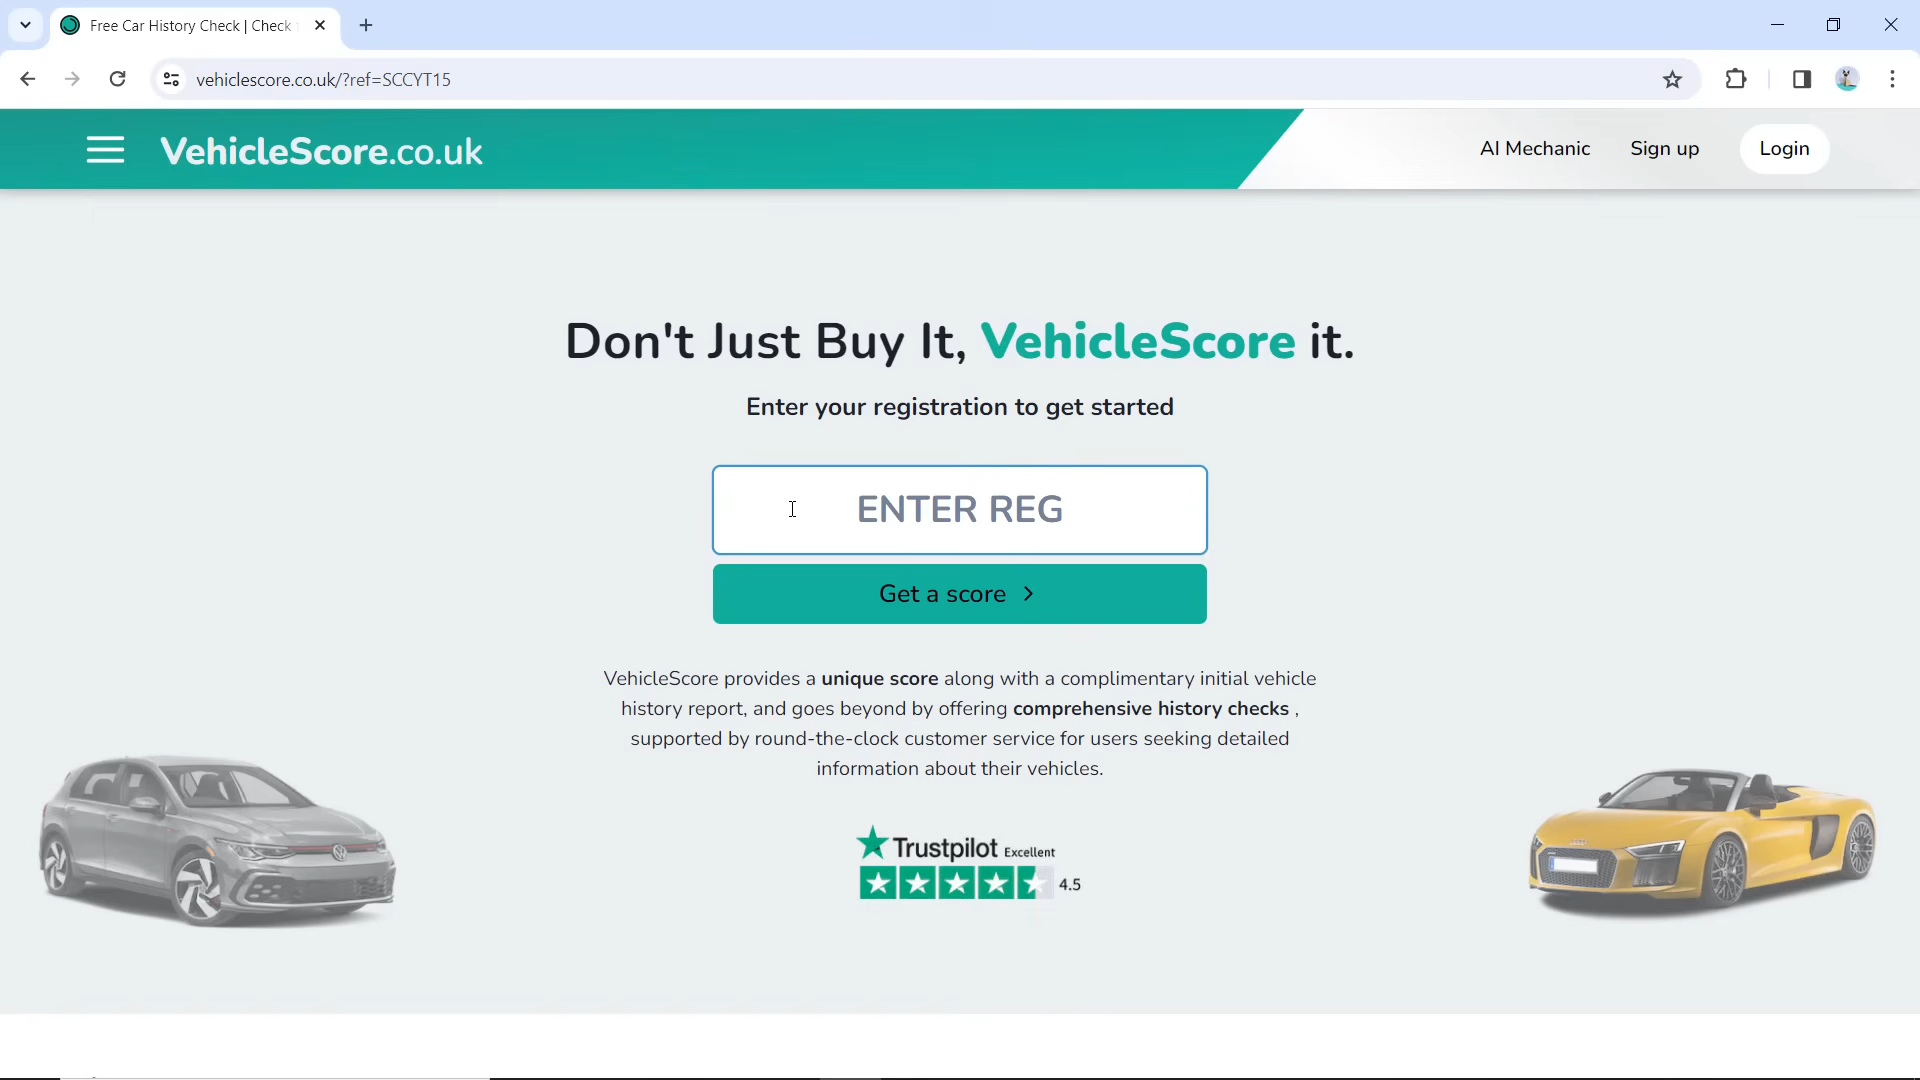 Free Car History Check | Check
vehiclescore.co.uk/?ref=SCCYT15
VehicleScore.co.uk
AI Mechanic
Sign up
Login
Don't Just Buy It, VehicleScore it.
Enter your registration to get started
ENTER REG
Get a score
VehicleScore provides a unique score along with a complimentary initial vehicle
history report, and goes beyond by offering comprehensive history checks ,
supported by round-the-clock customer service for users seeking detailed
information about their vehicles.
Trustpilot Excellent
4.5